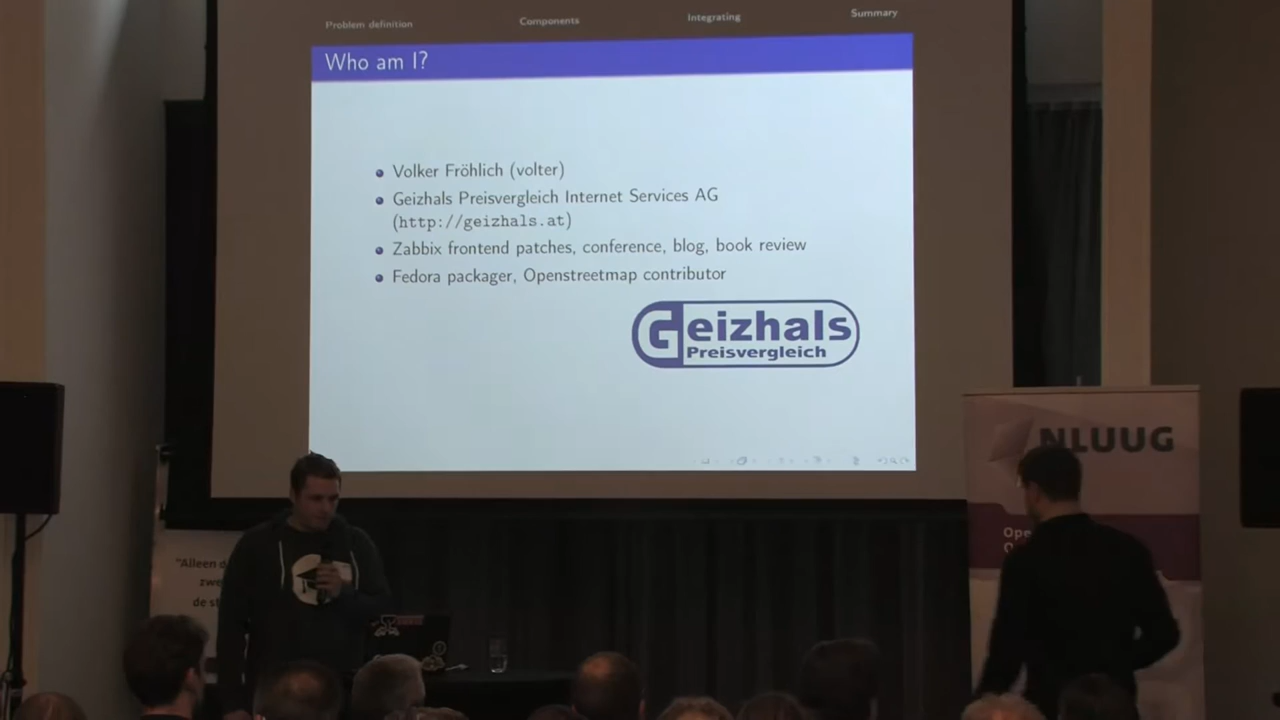 Problem definition
Components
Integrating
Summary
Who am I?
Volker Fröhlich (volter)
Geizhals Preisvergleich Internet Services AG
(http://geizhals.at)
Zabbix frontend patches, conference, blog, book review
Fedora packager, Openstreetmap contributor
Geizhals
Preisvergleich
NLUUG
"Alleen
de